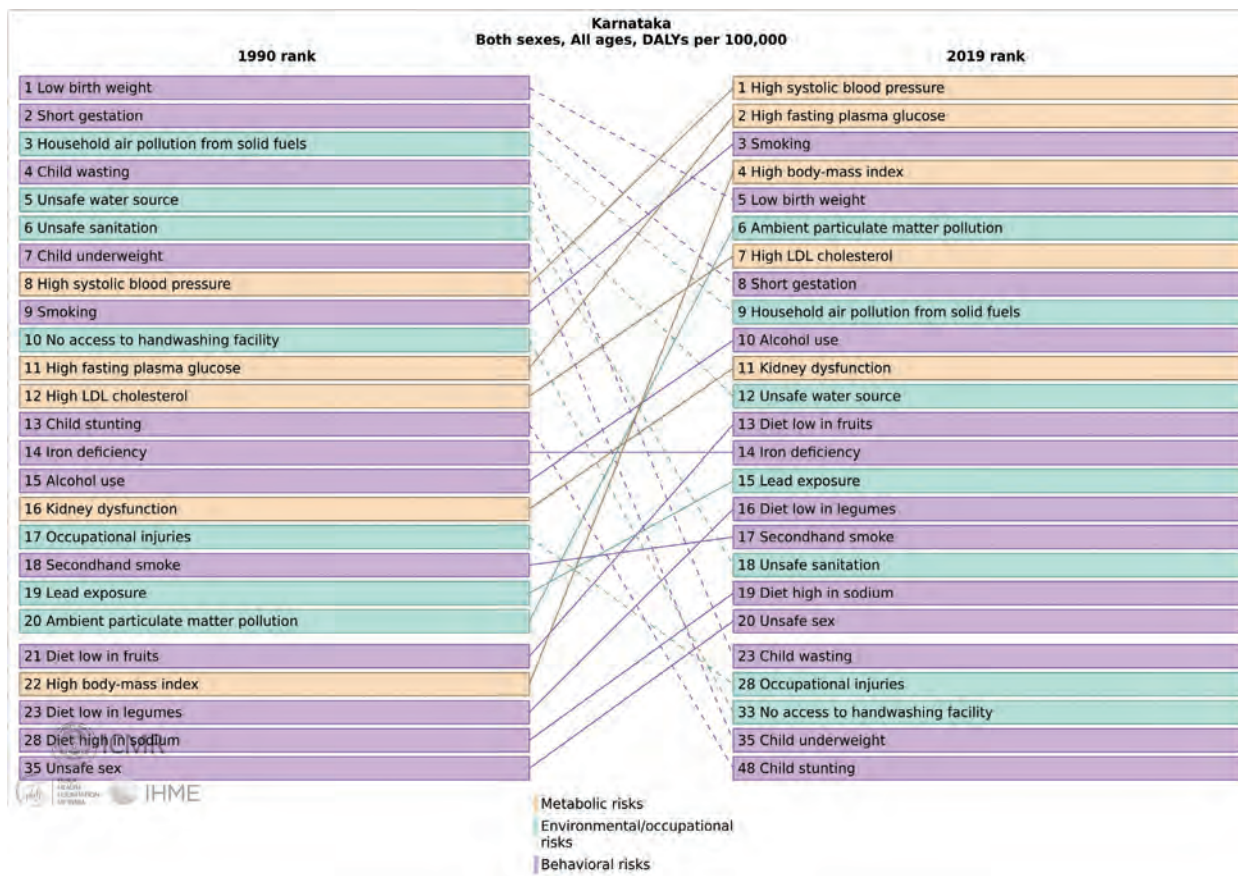 Karnataka
Both sexes, All ages, DALYs per 100,000
1990 rank
2019 rank
1 Low birth weight
2 Short gestation
3 Household air pollution from solid fuels
4 Child wasting
5 Unsafe water source
6 Unsafe sanitation
7 Child underweight
8 High systolic blood pressure
9 Smoking
10 No access to handwashing facility
11 High fasting plasma glucose
12 High LDL cholesterol
13 Child stunting
14 Iron deficiency
15 Alcohol use
16 Kidney dysfunction
17 Occupational injuries
18 Secondhand smoke
19 Lead exposure
20 Ambient particulate matter pollution
21 Diet low in fruits
22 High body-mass index
23 Diet low in legumes
28 Diet high in sodium
35 Unsafe sex
1 High systolic blood pressure
2 High fasting plasma glucose
3 Smoking
4 High body-mass index
5 Low birth weight
6 Ambient particulate matter pollution
7 High LDL cholesterol
8 Short gestation
9 Household air pollution from solid fuels
10 Alcohol use
11 Kidney dysfunction
12 Unsafe water source
13 Diet low in fruits
14 Iron deficiency
15 Lead exposure
16 Diet low in legumes
17 Secondhand smoke
18 Unsafe sanitation
19 Diet high in sodium
20 Unsafe sex
23 Child wasting
28 Occupational injuries
33 No access to handwashing facility
35 Child underweight
48 Child stunting
ICMR
IHME
Metabolic risks
Environmental/occupational
risks
Behavioral risks